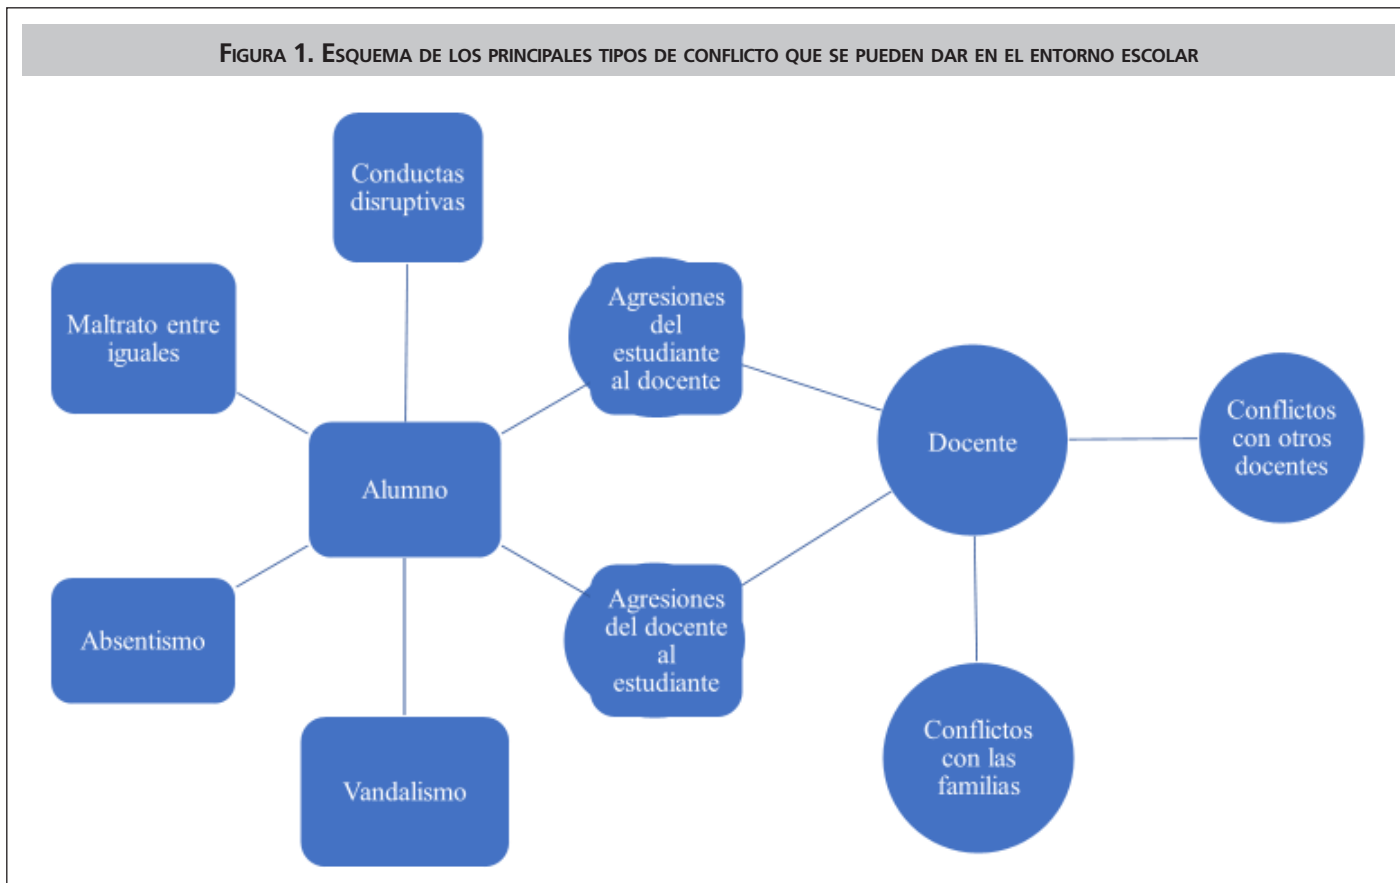 FIGURA 1. ESQUEMA DE LOS PRINCIPALES TIPOS DE CONFLICTO QUE SE PUEDEN DAR EN EL ENTORNO ESCOLAR
Conductas
disruptivas
Maltrato entre
iguales
Agresiones
del
estudiante
al docente
Alumno
Docente
Conflictos
con otros
docentes
Absentismo
Agresiones
del docente
al
estudiante
Vandalismo
Conflictos
con las
familias